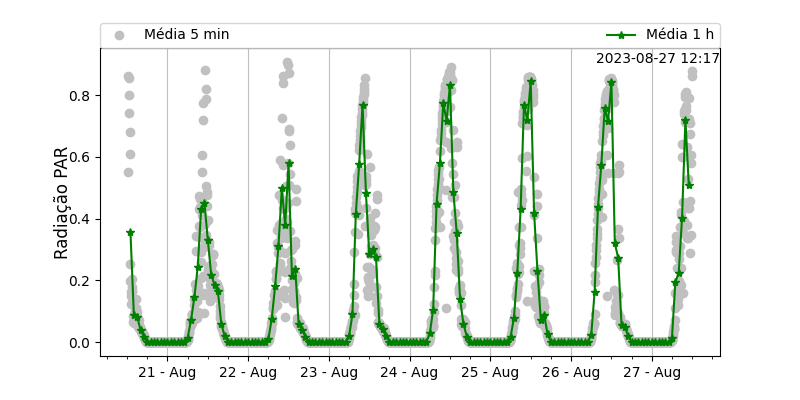 Média 5 min
Média 1 h
2023-08-27 12:17
Radiação PAR
0.8
0.6
0.4
0.2
0.0
21 - Aug
22 - Aug
23 - Aug
24 - Aug
25 - Aug
26 - Aug
27 - Aug